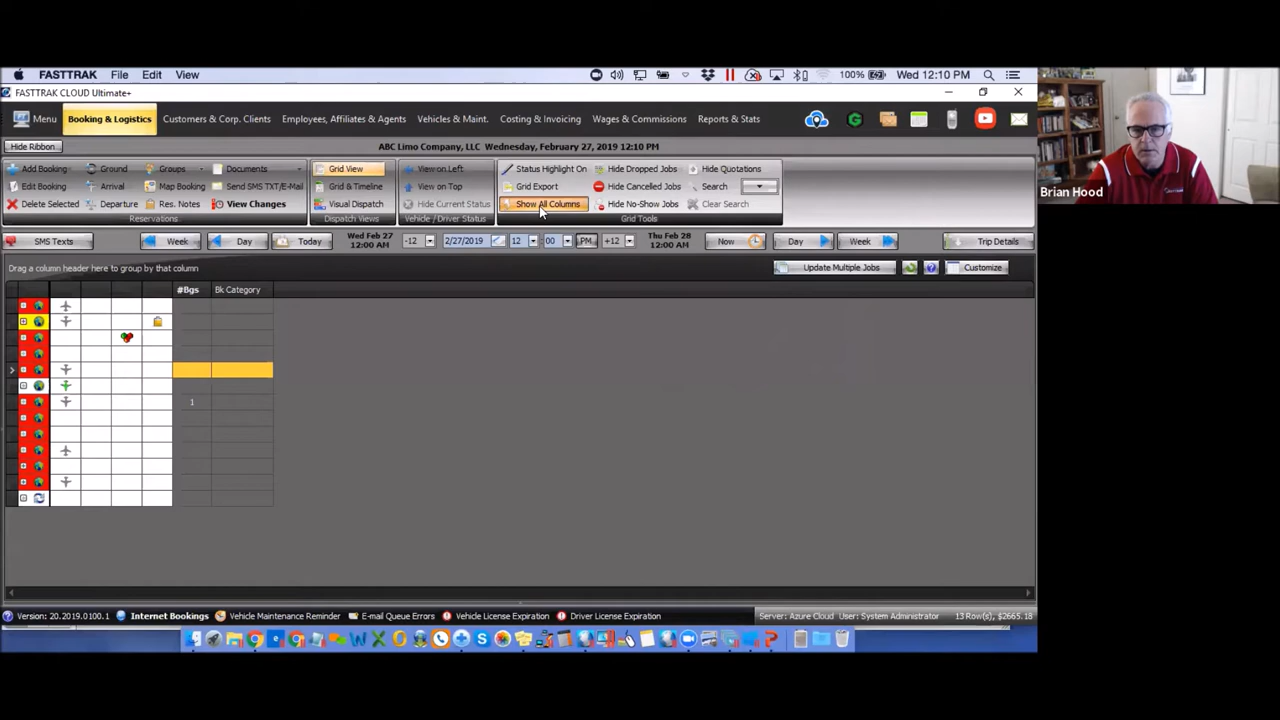 FASTTRAK File Edit View 100% Wed 12:10 PM
FASTTRAK CLOUD Ultimate+
Menu Booking & Logistics Customers & Corp. Clients Employees, Affiliates & Agents Vehicles & Maint. Costing & Invoicing Wages & Commissions Reports & Stats
Hide Ribbon ABC Limo Company, LLC Wednesday, February 27, 2019 12:10 PM
Add Booking Ground Groups Documents Grid View View on Left Status Highlight On Hide Dropped Jobs Hide Quotations
Edit Booking Arrival Map Booking Send SMS TXT/E-Mail Grid & Timeline View on Top Grid Export Hide Cancelled Jobs Search
Delete Selected Departure Res. Notes View Changes Visual Dispatch Hide Current Status Show All Columns Hide No-Show Jobs Clear Search
Reservations Dispatch Views Vehicle / Driver Status Grid Tools
SMS Texts Week Day Today Wed Feb 27 12:00 AM -12 2/27/2019 12 :00 PM +12 Thu Feb 28 12:00 AM Now Day Week Trip Details
Drag a column header here to group by that column Update Multiple Jobs Customize
#Bgs Bk Category
1
Version: 20.2019.0100.1 Internet Bookings Vehicle Maintenance Reminder E-mail Queue Errors Vehicle License Expiration Driver License Expiration Server: Azure Cloud User: System Administrator 13 Row(s), $2665.18
Brian Hood